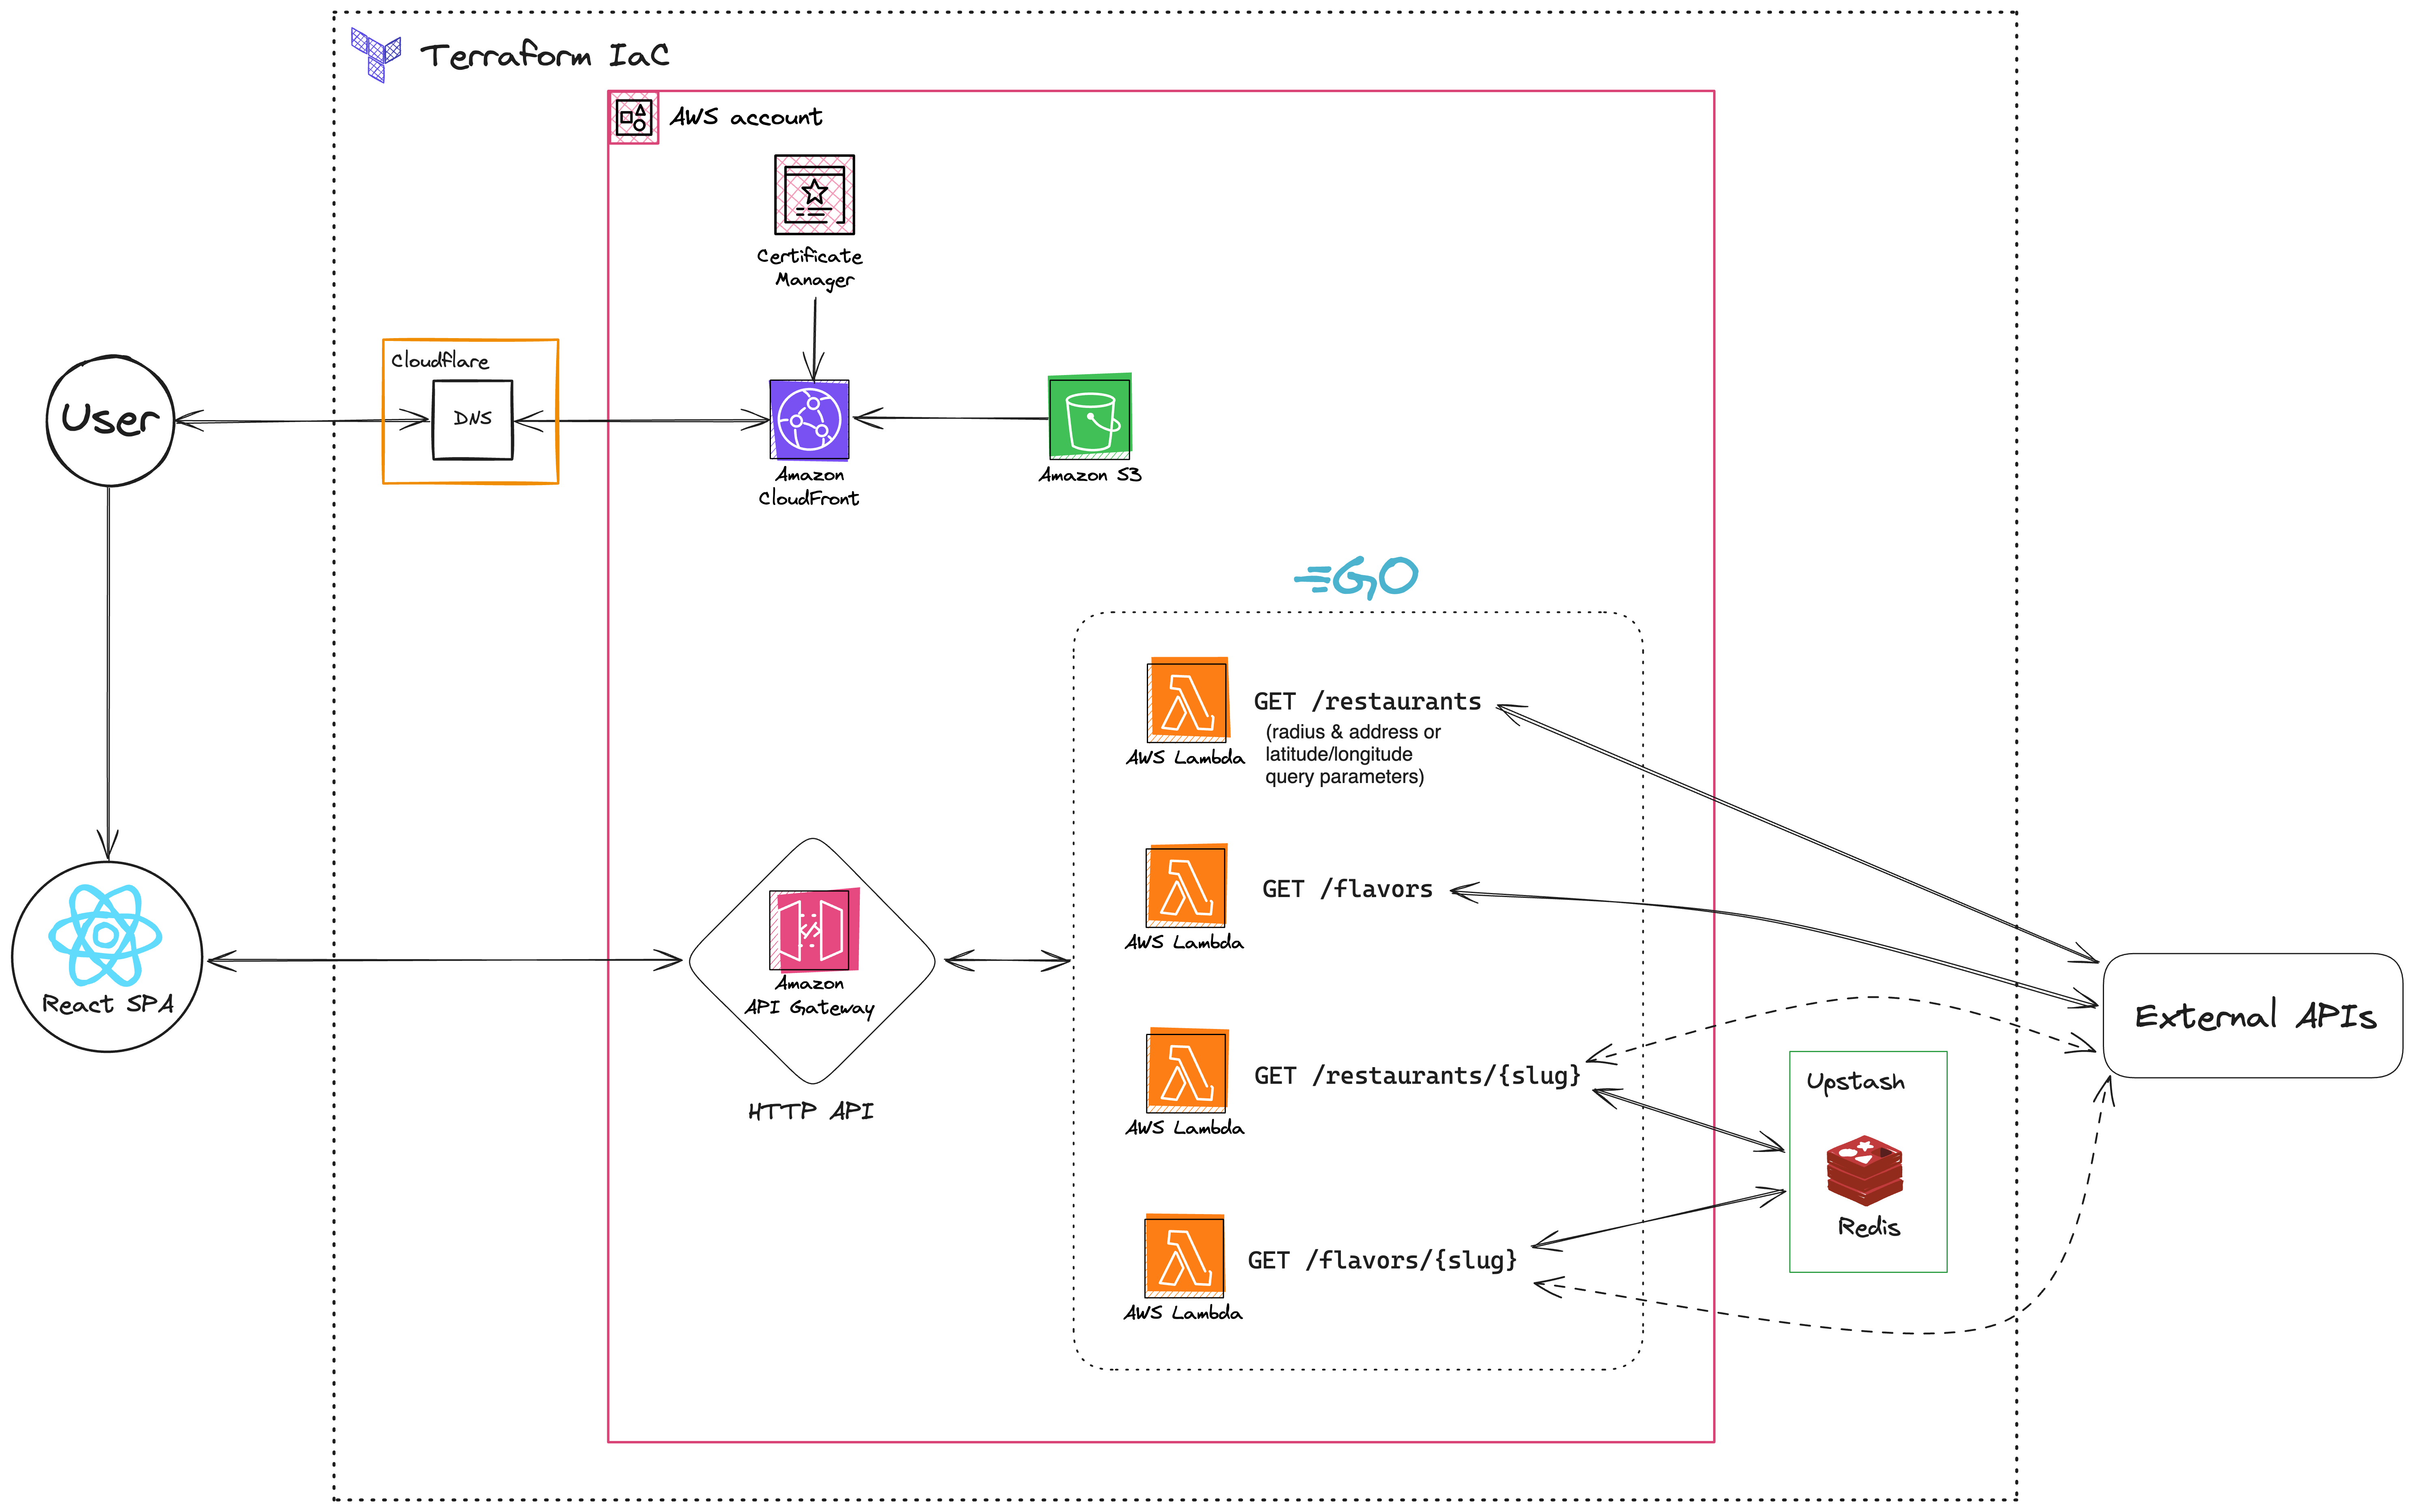 Terraform IaC
AWS account
Certificate
Manager
Cloudflare
DNS
User
Amazon
CloudFront
Amazon S3
GO
AWS Lambda
GET /restaurants
(radius & address or
latitude/longitude
query parameters)
AWS Lambda
GET /flavors
React SPA
Amazon
API Gateway
HTTP API
AWS Lambda
GET /restaurants/{slug}
AWS Lambda
GET /flavors/{slug}
Upstash
Redis
External APIs